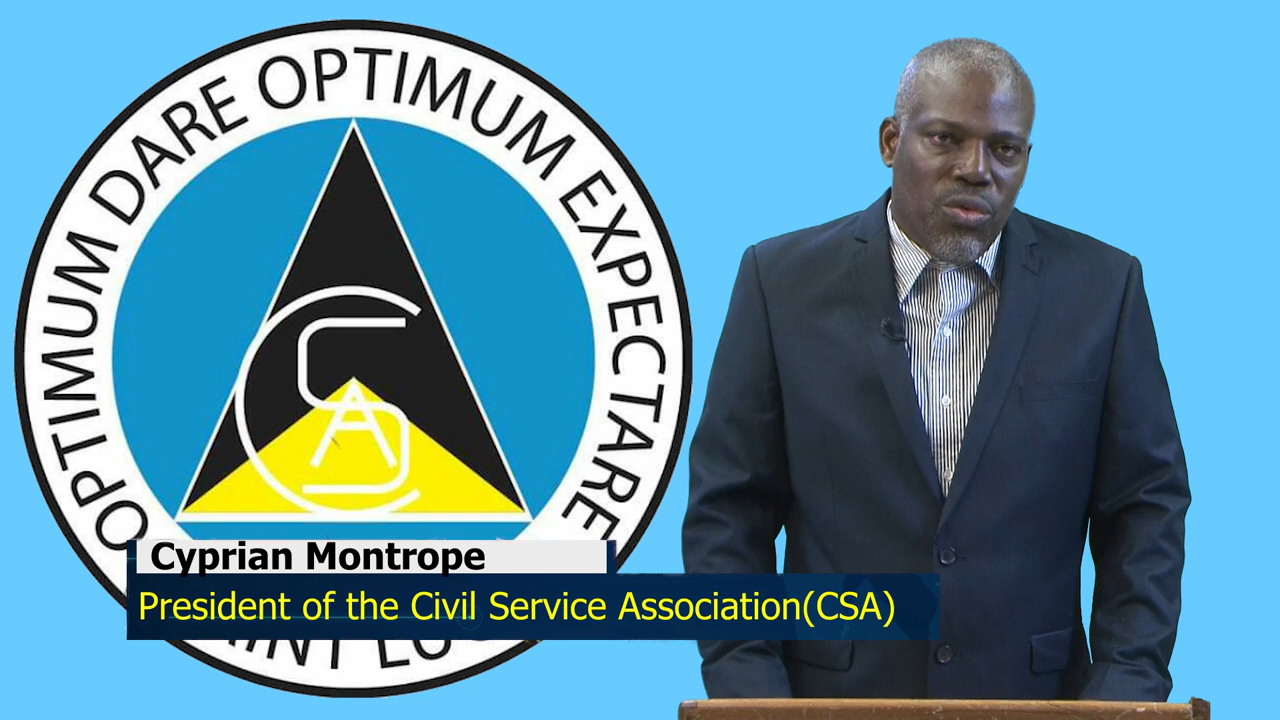 OPTIMUM DARE OPTIMUM EXPECTARE
CSA
Cyprian Montrope
President of the Civil Service Association(CSA)